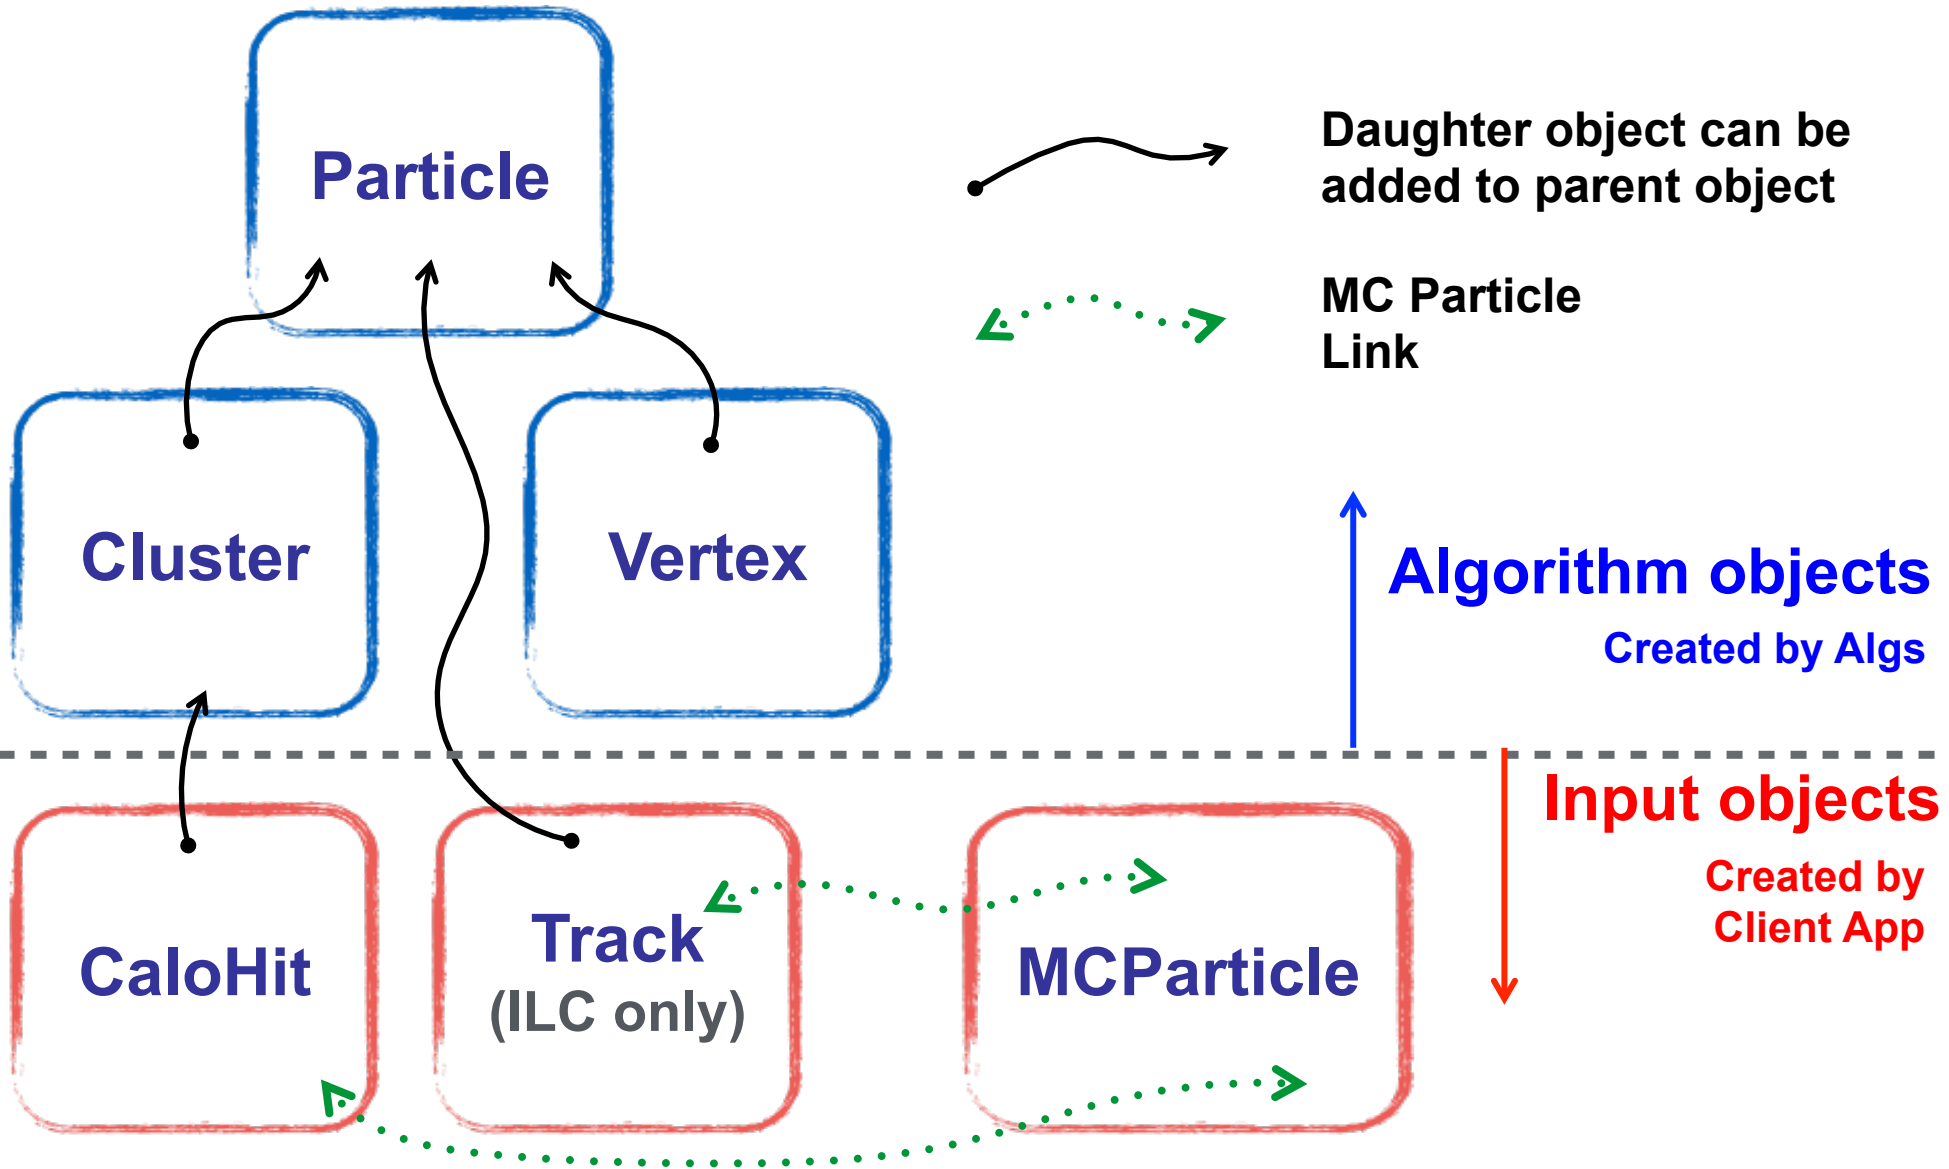 Particle
Daughter object can be
added to parent object
MC Particle
Link
Cluster
Vertex
Algorithm objects
Created by Algs
Input objects
Created by
Client App
CaloHit
Track
(ILC only)
MCParticle